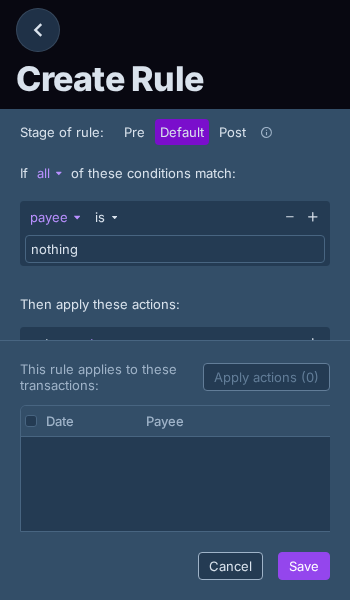 Create Rule
Stage of rule: Pre Default Post
If all of these conditions match:
payee is
nothing
Then apply these actions:
This rule applies to these
transactions:
Apply actions (0)
Date Payee
Cancel Save